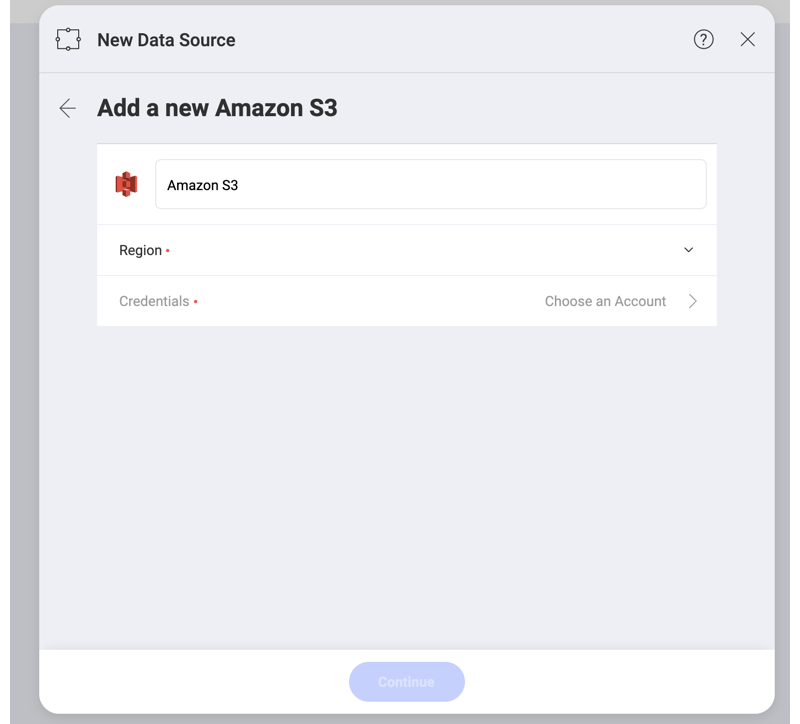 New Data Source
?
Add a new Amazon S3
Amazon S3
Region •
Credentials • Choose an Account
Continue